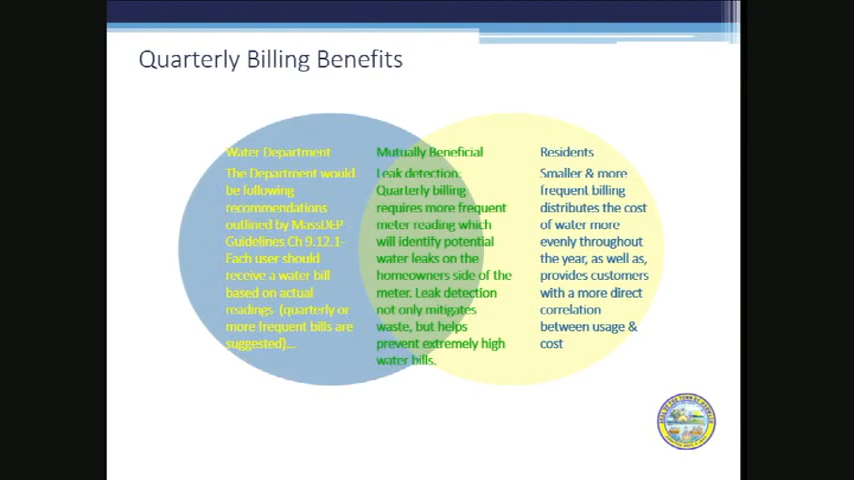 Quarterly Billing Benefits
Water Department
The Department would
be following
recommendations
outlined by MassDEP
Guidelines Ch 9.12.1-
Each user should
receive a water bill
based on actual
readings (quarterly or
more frequent bills are
suggested)...
Mutually Beneficial
Leak detection:
Quarterly billing
requires more frequent
meter reading which
will identify potential
water leaks on the
homeowners side of the
meter. Leak detection
not only mitigates
waste, but helps
prevent extremely high
water bills.
Residents
Smaller & more
frequent billing
distributes the cost
of water more
evenly throughout
the year, as well as,
provides customers
with a more direct
correlation
between usage &
cost